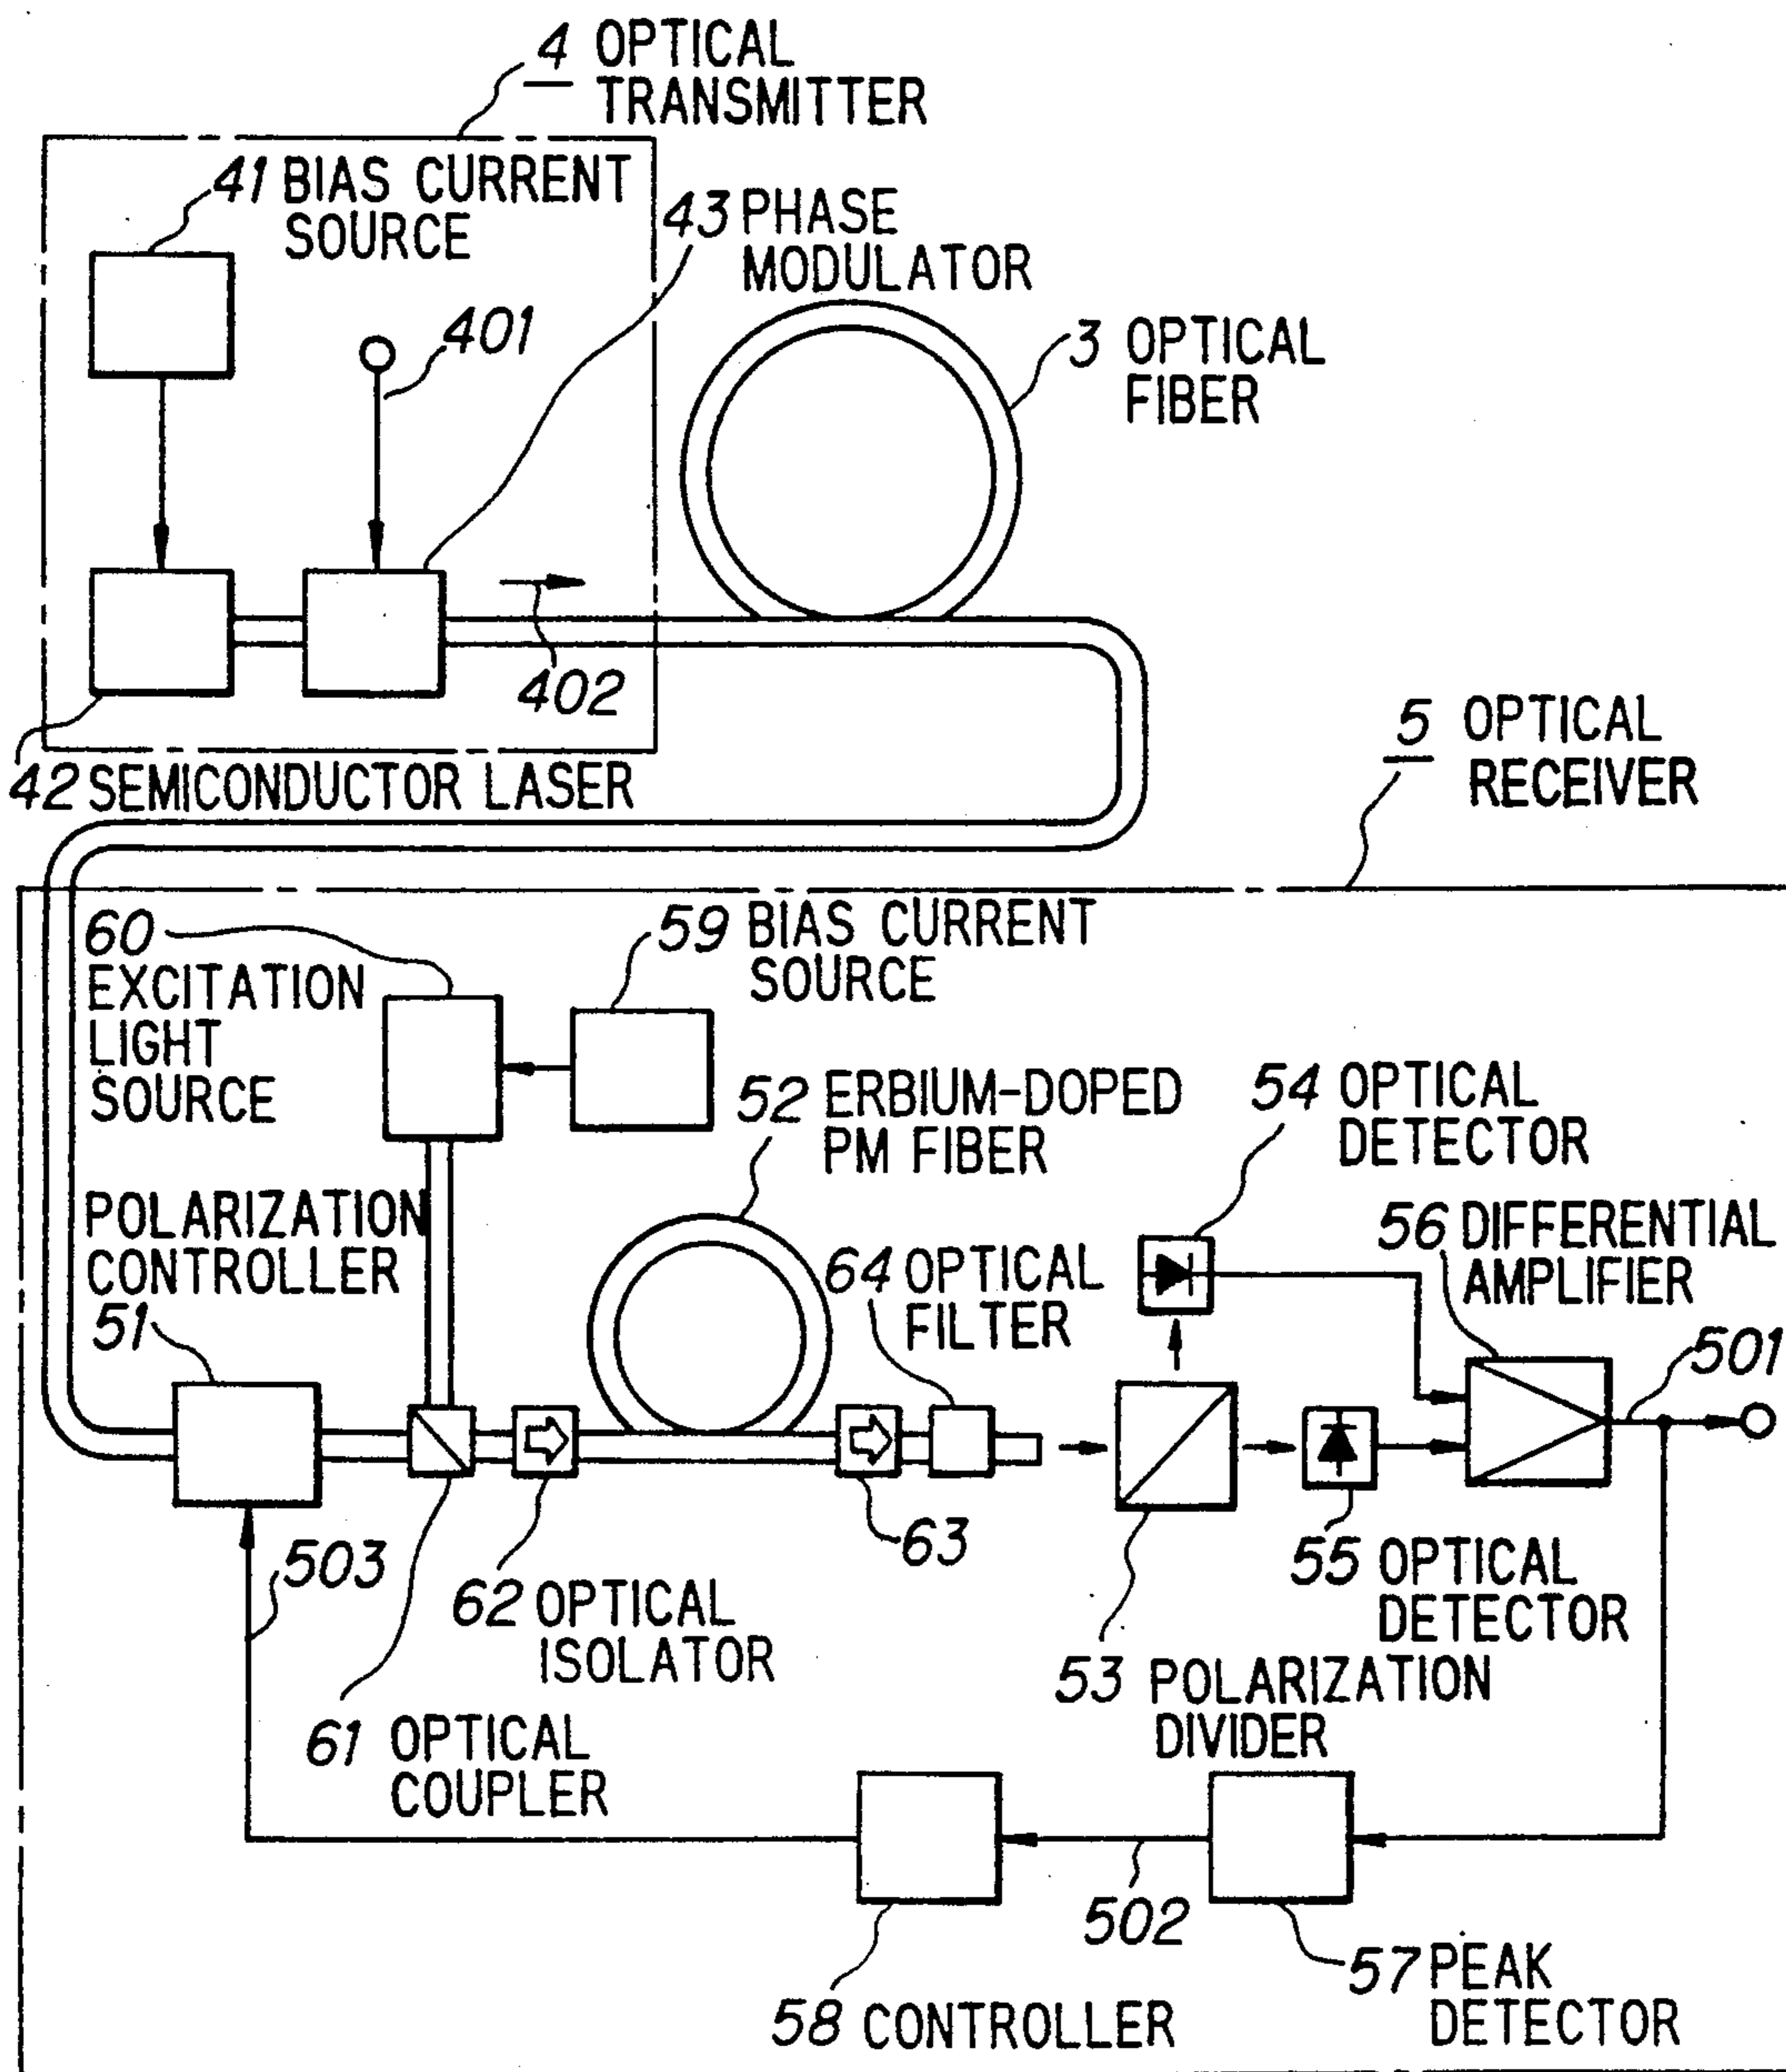 4 OPTICAL
TRANSMITTER
41 BIAS CURRENT
SOURCE
43 PHASE
MODULATOR
401
3 OPTICAL
FIBER
402
42 SEMICONDUCTOR LASER
5 OPTICAL
RECEIVER
60
EXCITATION
LIGHT
SOURCE
59 BIAS CURRENT
SOURCE
52 ERBIUM-DOPED
PM FIBER
54 OPTICAL
DETECTOR
POLARIZATION
CONTROLLER
51
64 OPTICAL
FILTER
56 DIFFERENTIAL
AMPLIFIER
501
503
62 OPTICAL
ISOLATOR
63
55 OPTICAL
DETECTOR
61 OPTICAL
COUPLER
53 POLARIZATION
DIVIDER
502
58 CONTROLLER
57 PEAK
DETECTOR